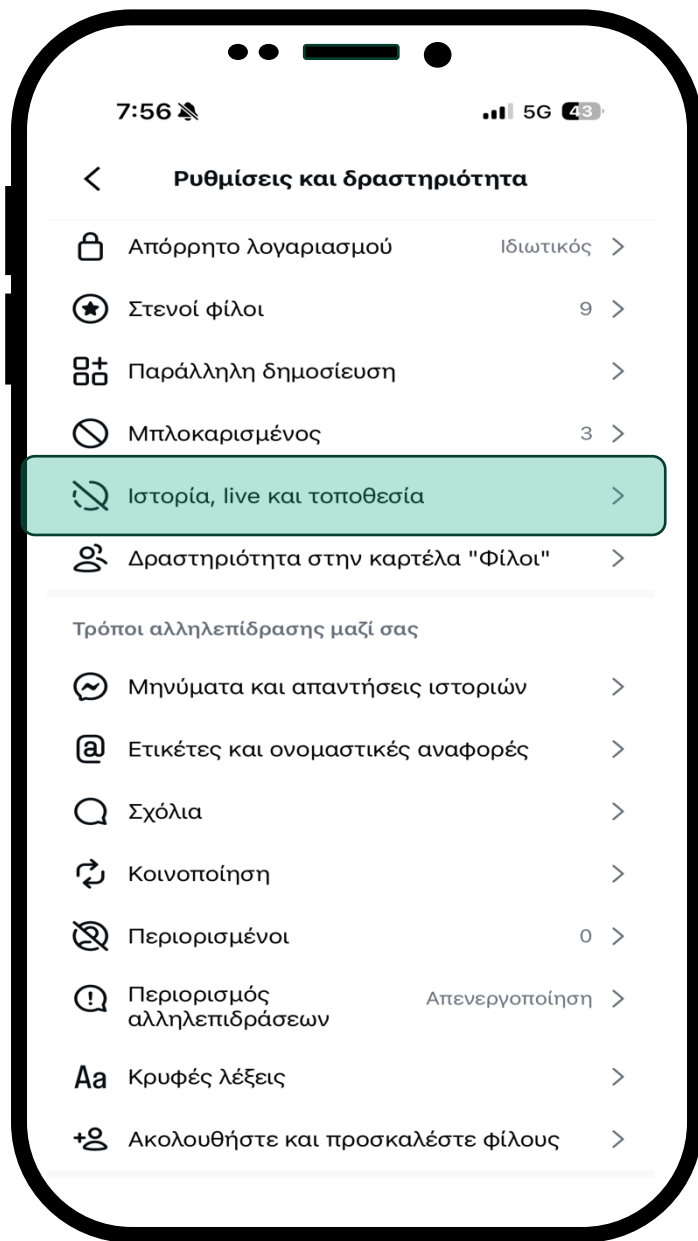 7:56
5G 43
Ρυθμίσεις και δραστηριότητα
Απόρρητο λογαριασμού Ιδιωτικός
Στενοί φίλοι 9
Παράλληλη δημοσίευση
Μπλοκαρισμένος 3
Ιστορία, live και τοποθεσία
Δραστηριότητα στην καρτέλα "Φίλοι"
Τρόποι αλληλεπίδρασης μαζί σας
Μηνύματα και απαντήσεις ιστοριών
Ετικέτες και ονομαστικές αναφορές
Σχόλια
Κοινοποίηση
Περιορισμένοι 0
Περιορισμός Απενεργοποίηση
αλληλεπιδράσεων
Aa Κρυφές λέξεις
Ακολουθήστε και προσκαλέστε φίλους